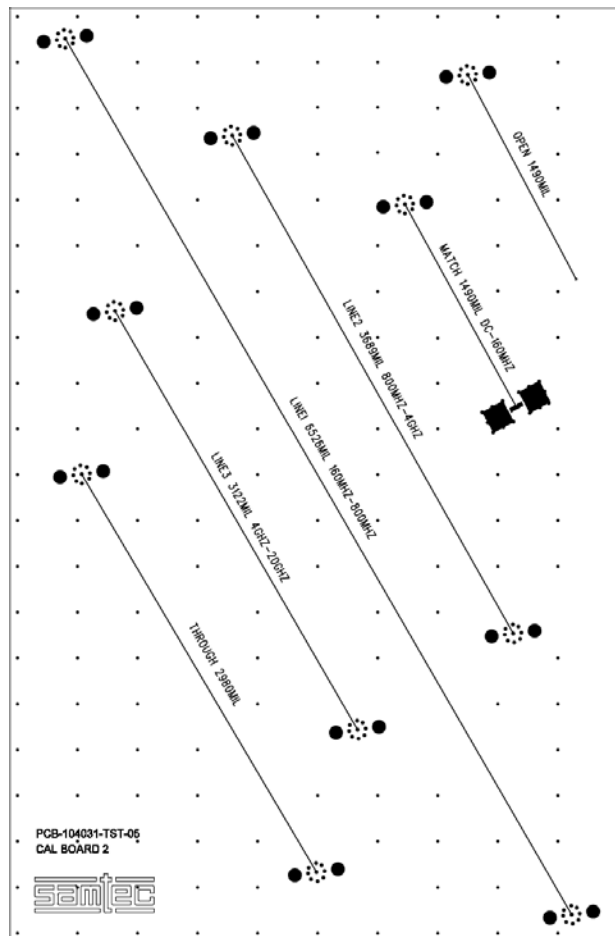 OPEN 1490MIL
MATCH 1490MIL DC-160MHZ
LINE2 3689MIL 800MHZ-4GHZ
LINE1 6526MIL 160MHZ-800MHZ
LINE3 3122MIL 4GHZ-20GHZ
THROUGH 2980MIL
PCB-104031-TST-05
CAL BOARD 2
samtec